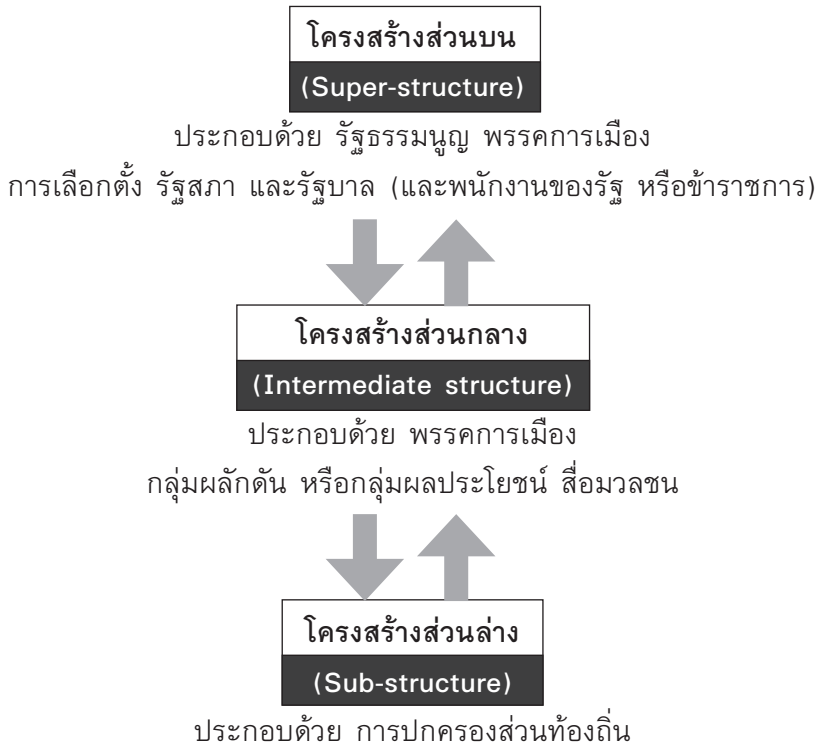 โครงสร้างส่วนบน
(Super-structure)
ประกอบด้วย รัฐธรรมนูญ พรรคการเมือง
การเลือกตั้ง รัฐสภา และรัฐบาล (และพนักงานของรัฐ หรือข้าราชการ)
โครงสร้างส่วนกลาง
(Intermediate structure)
ประกอบด้วย พรรคการเมือง
กลุ่มผลักดัน หรือกลุ่มผลประโยชน์ สื่อมวลชน
โครงสร้างส่วนล่าง
(Sub-structure)
ประกอบด้วย การปกครองส่วนท้องถิ่น